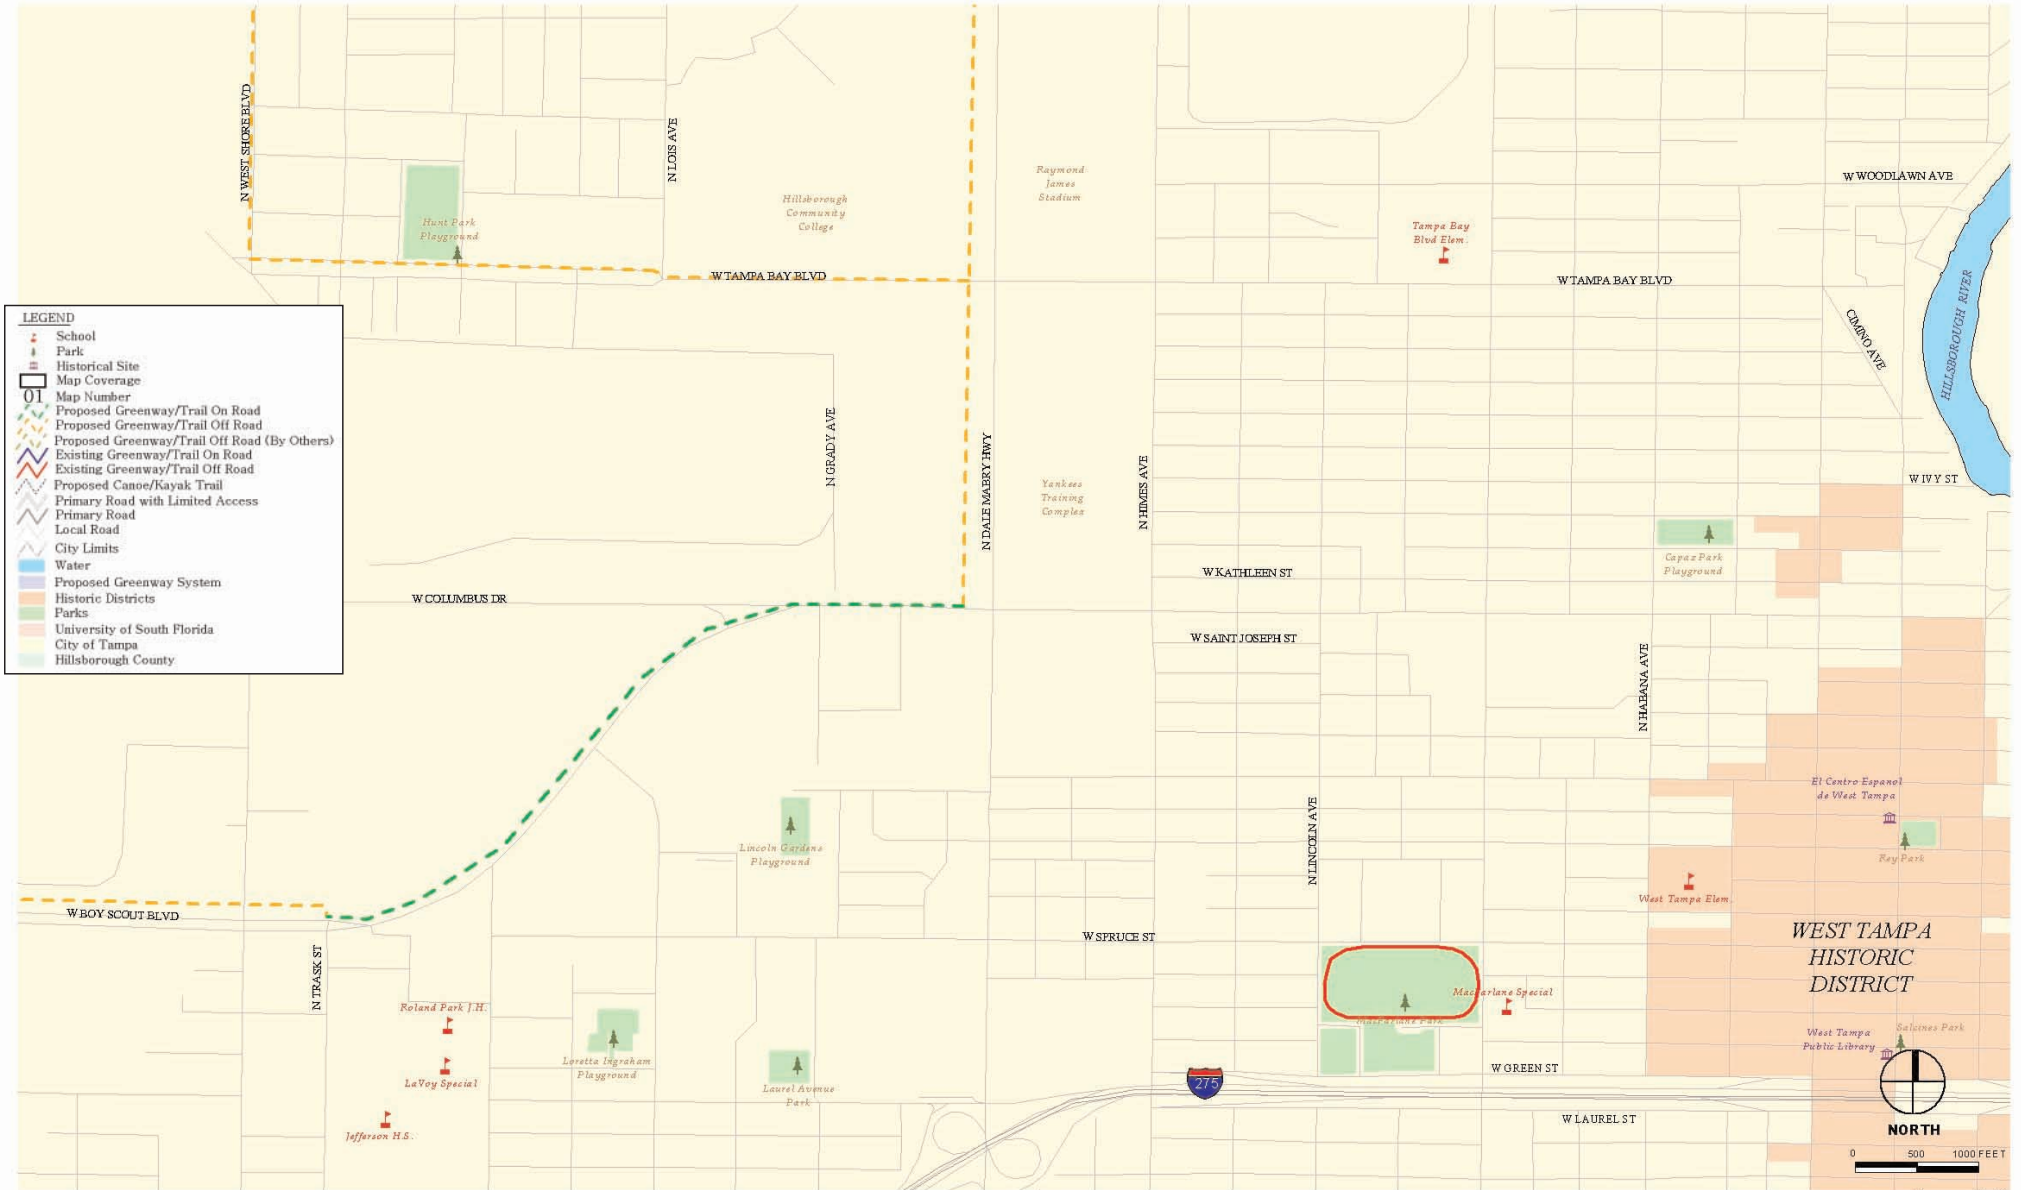 N WEST SHORE BLVD
N LOIS AVE
Hunt Park
Playground
Hillsborough
Community
College
Raymond
James
Stadium
W WOODLAWN AVE
Tampa Bay
Blvd Elem.
W TAMPA BAY BLVD
W TAMPA BAY BLVD
HILLSBOROUGH RIVER
CIMINO AVE
LEGEND
School
Park
Historical Site
Map Coverage
01 Map Number
Proposed Greenway/Trail On Road
Proposed Greenway/Trail Off Road
Proposed Greenway/Trail Off Road (By Others)
Existing Greenway/Trail On Road
Existing Greenway/Trail Off Road
Proposed Canoe/Kayak Trail
Primary Road with Limited Access
Primary Road
Local Road
City Limits
Water
Proposed Greenway System
Historic Districts
Parks
University of South Florida
City of Tampa
Hillsborough County
N GRADY AVE
N DALE MABRY HWY
Yankees
Training
Complex
N HIMES AVE
W IVY ST
Capaz Park
Playground
W KATHLEEN ST
W COLUMBUS DR
W SAINT JOSEPH ST
N HABANA AVE
El Centro Espanol
de West Tampa
N LINCOLN AVE
Lincoln Gardens
Playground
Rey Park
West Tampa Elem.
W BOY SCOUT BLVD
W SPRUCE ST
WEST TAMPA
HISTORIC
DISTRICT
N TRASK ST
Roland Park J.H.
MacFarlane Special
MacFarlane Park
West Tampa
Public Library
Salcines Park
Loretta Ingraham
Playground
LaVoy Special
Laurel Avenue
Park
W GREEN ST
275
W LAUREL ST
Jefferson H.S.
NORTH
0 500 1000 FEET